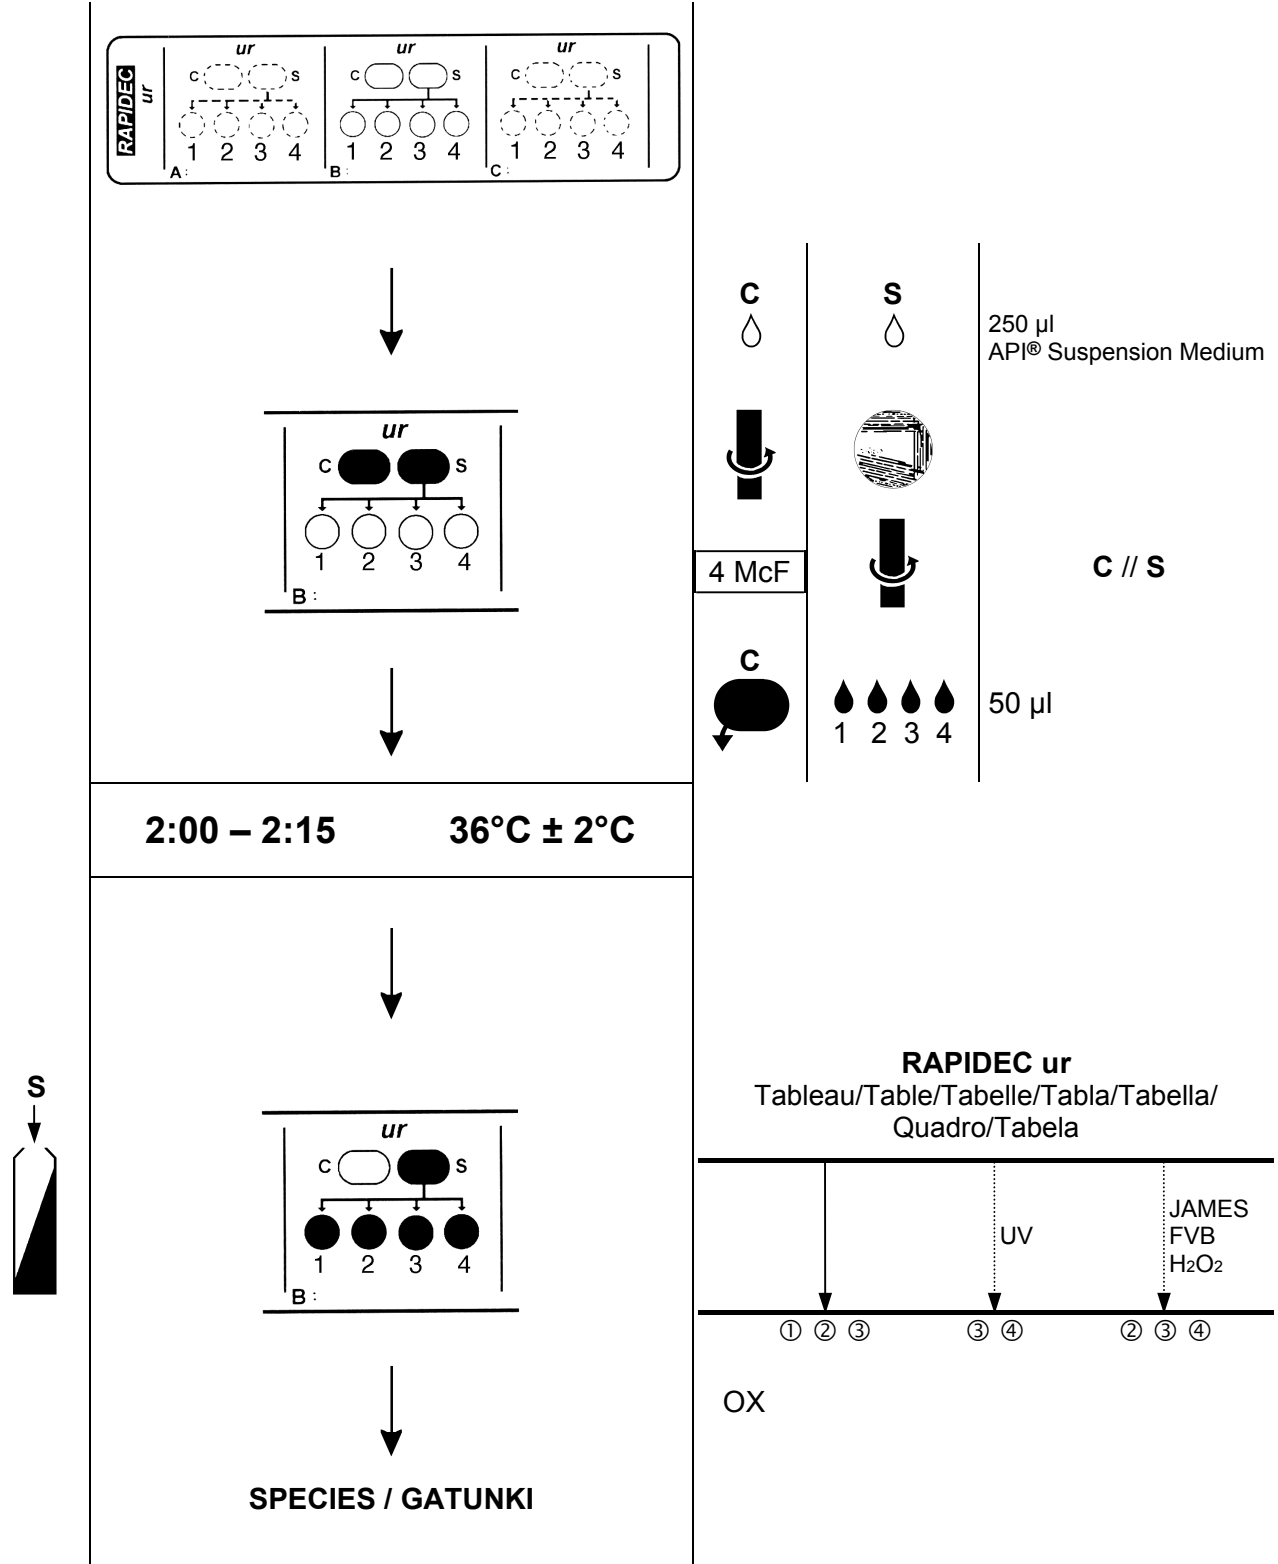 RAPIDEC
ur
ur
C S
1 2 3 4
A :
ur
C S
1 2 3 4
B :
ur
C S
1 2 3 4
C :
C S
250 µl
API® Suspension Medium
ur
C S
1 2 3 4
B :
4 McF
C // S
C
1 2 3 4
50 µl
2:00 – 2:15 36°C ± 2°C
S
ur
C S
1 2 3 4
B :
RAPIDEC ur
Tableau/Table/Tabelle/Tabla/Tabella/
Quadro/Tabela
UV
JAMES
FVB
H₂O₂
① ② ③ ③ ④ ② ③ ④
OX
SPECIES / GATUNKI